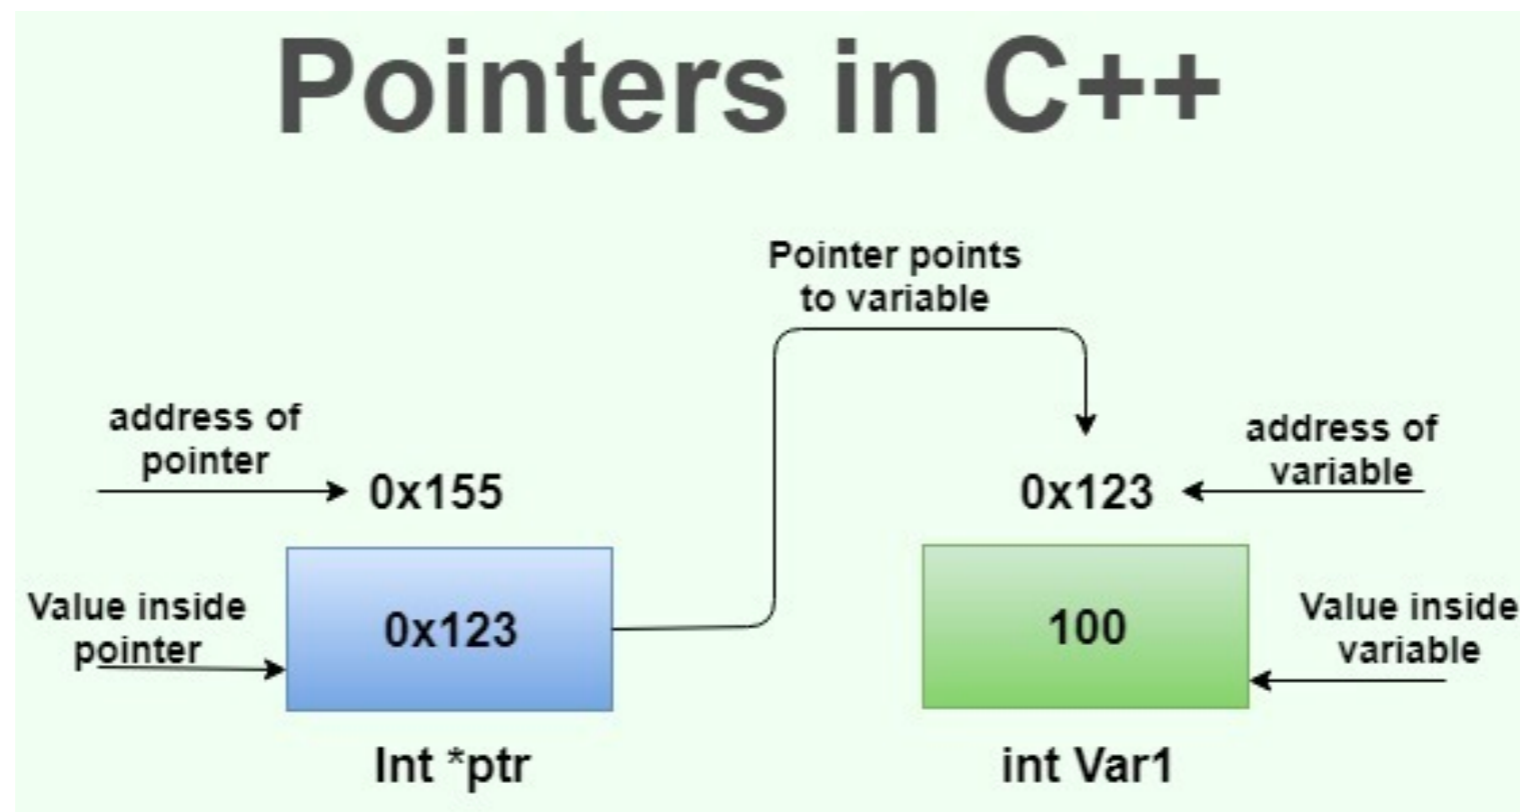 Pointers in C++
Pointer points
to variable
address of
pointer
0x155
0x123
address of
variable
Value inside
pointer
0x123
100
Value inside
variable
Int *ptr
int Var1